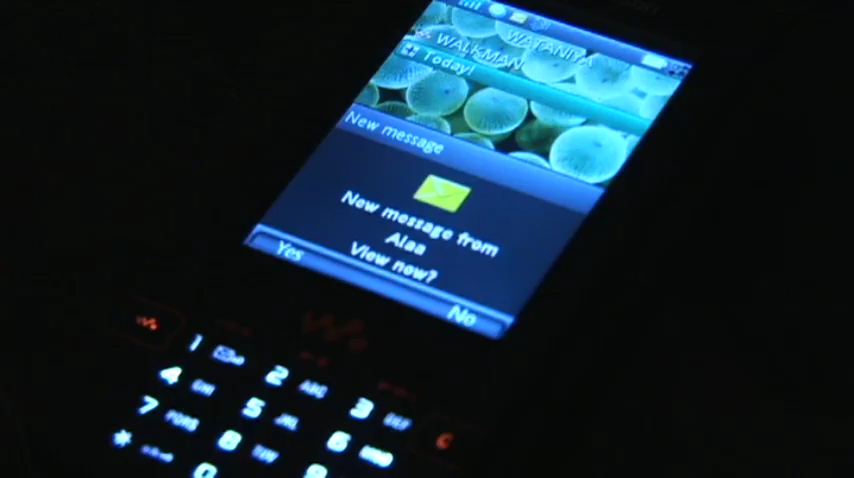 WATANIYA
WALKMAN
Today!
New message
New message from
Alaa
View now?
Yes
No
1
2 ABC
3 DEF
4 GHI
5 JKL
6 MNO
7 PQRS
8 TUV
9
*
0
C